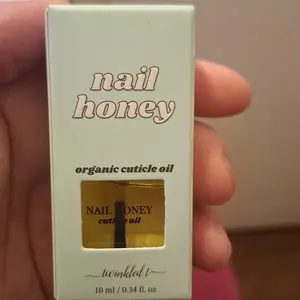 nail
honey
organic cuticle oil
NAIL HONEY
cuticle oil
twinkled t
10 ml / 0.34 fl. oz